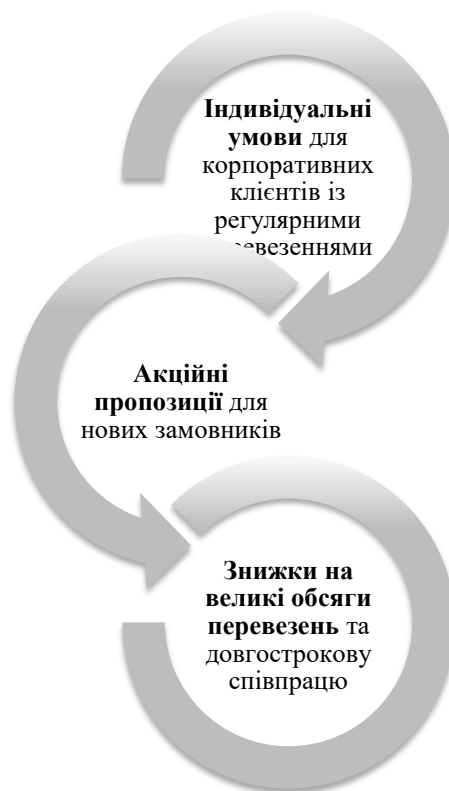 Індивідуальні
умови для
корпоративних
клієнтів із
регулярними
перевезеннями
Акційні
пропозиції для
нових замовників
Знижки на
великі обсяги
перевезень та
довгострокову
співпрацю